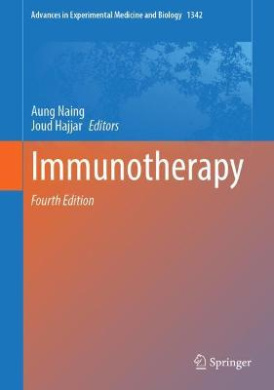 Advances in Experimental Medicine and Biology 1342
Aung Naing
Joud Hajjar Editors
Immunotherapy
Fourth Edition
Springer